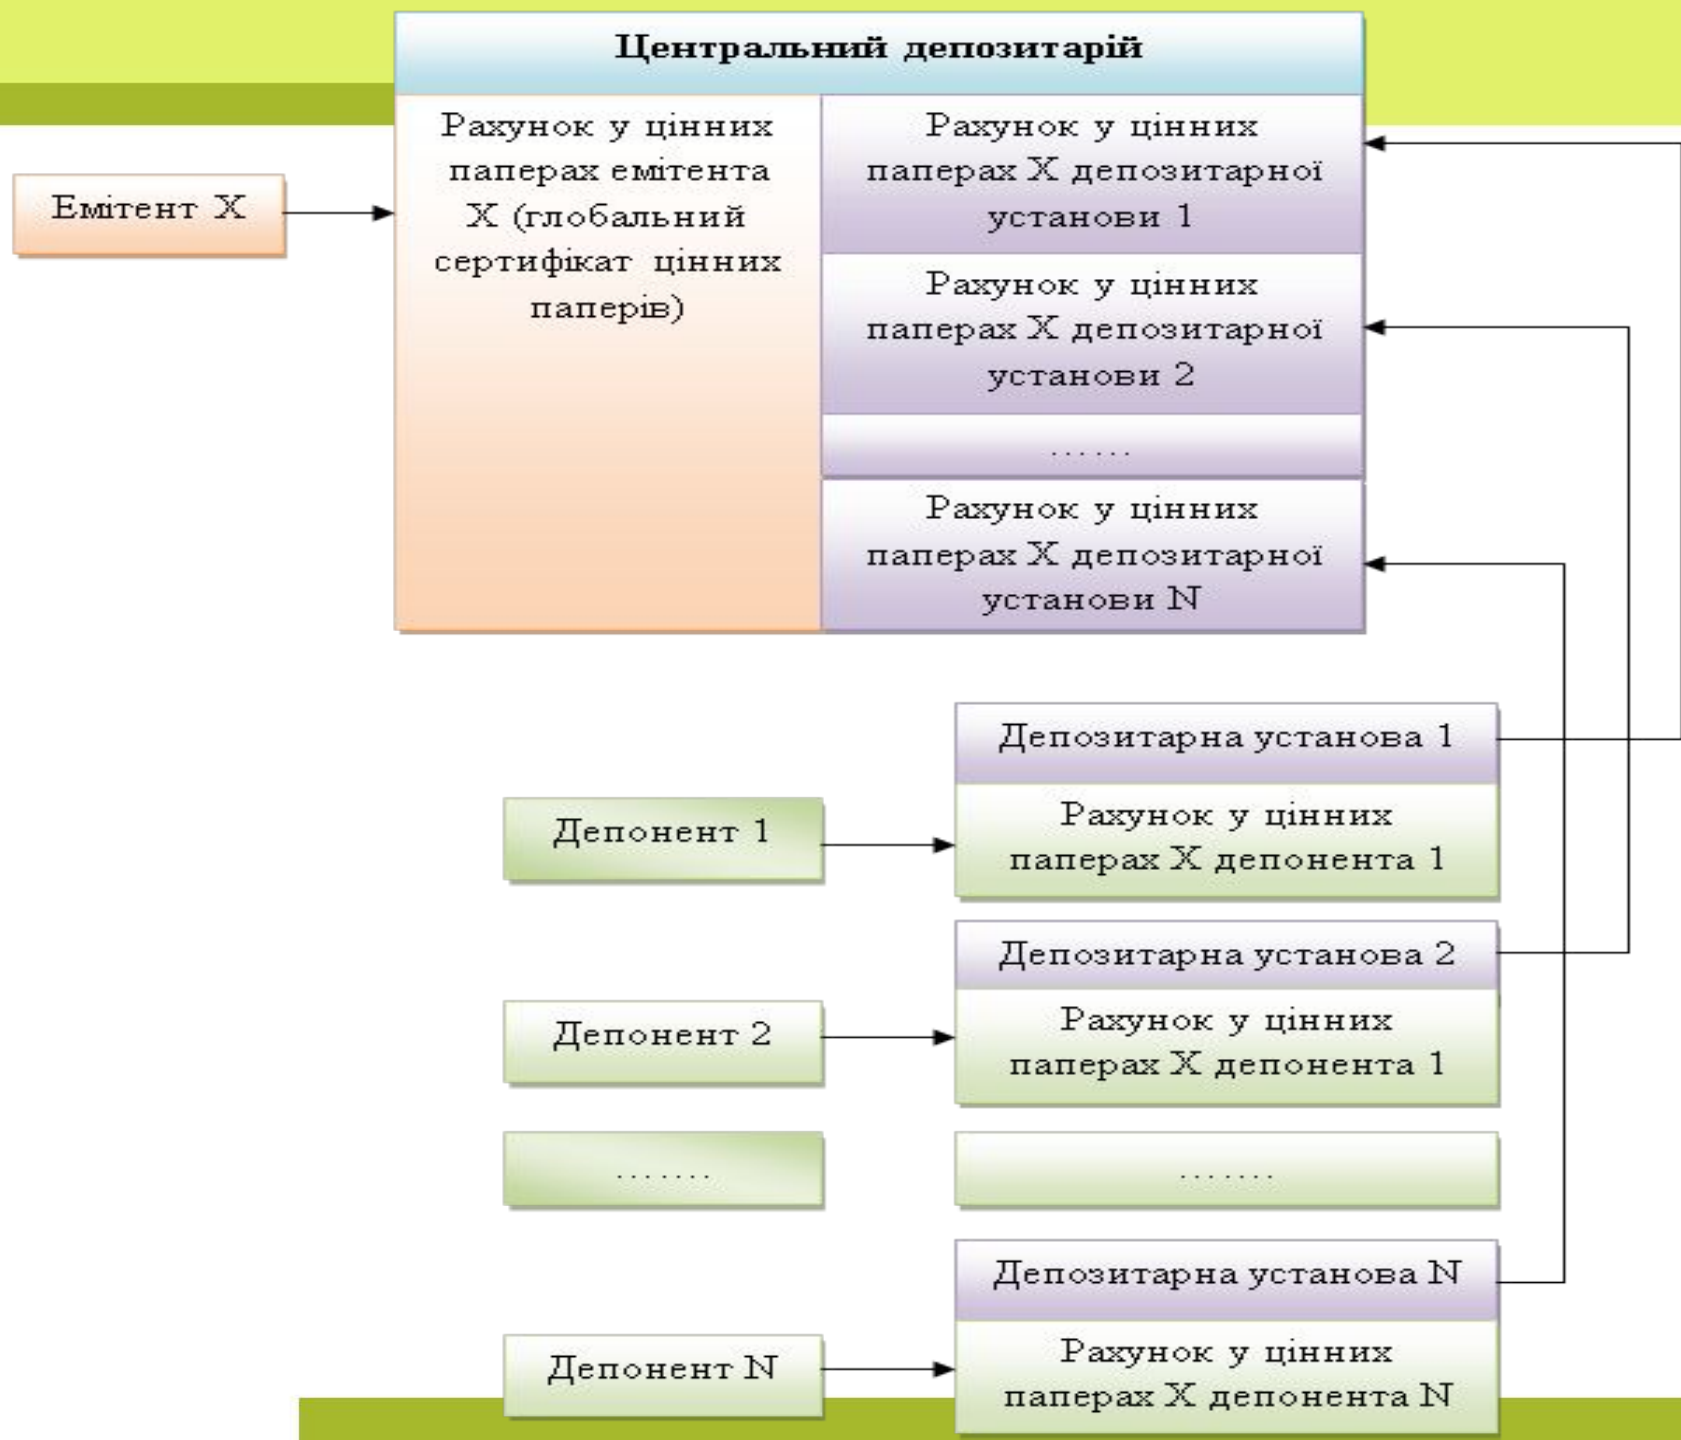 Центральний депозитарій
Емітент X
Рахунок у цінних
паперах емітента
X (глобальний
сертифікат цінних
паперів)
Рахунок у цінних
паперах X депозитарної
установи 1
Рахунок у цінних
паперах X депозитарної
установи 2
......
Рахунок у цінних
паперах X депозитарної
установи N
Депонент 1
Депозитарна установа 1
Рахунок у цінних
паперах X депонента 1
Депонент 2
Депозитарна установа 2
Рахунок у цінних
паперах X депонента 1
.......
.......
Депонент N
Депозитарна установа N
Рахунок у цінних
паперах X депонента N